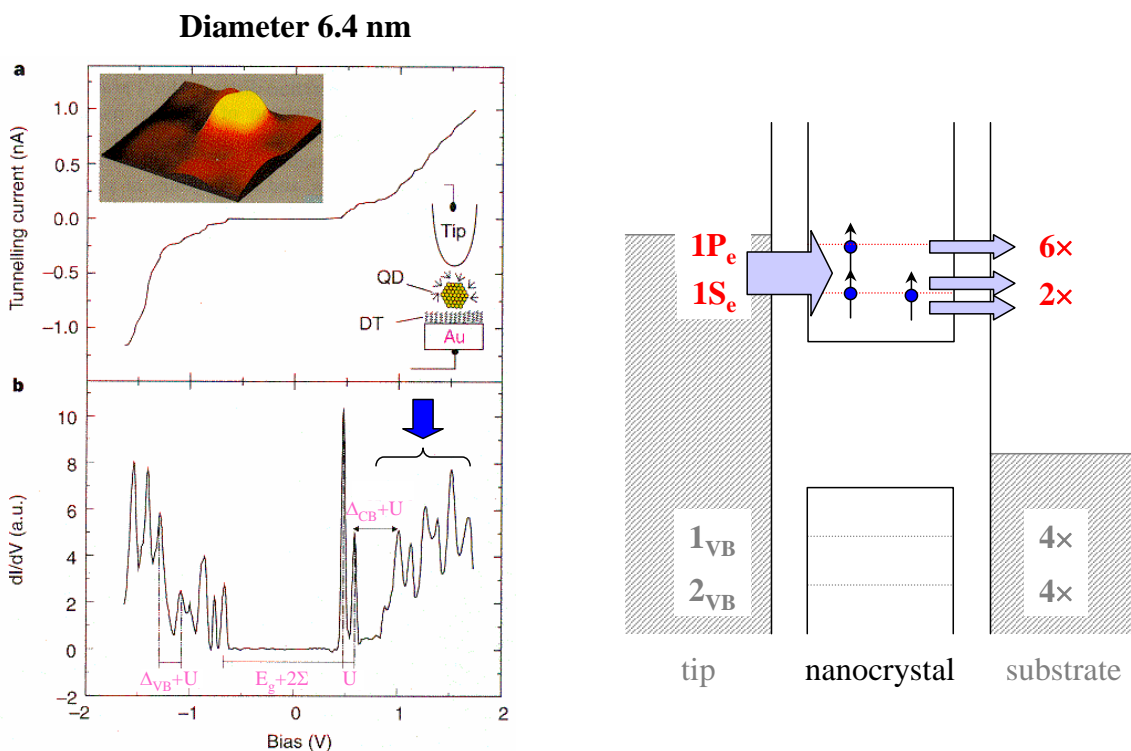 Diameter 6.4 nm
a
Tunnelling current (nA)
1.0
0.5
0.0
−0.5
−1.0
Tip
QD
DT
Au
b
dI/dV (a.u.)
10
8
6
4
2
0
−2
Δ_CB+U
Δ_VB+U
E_g+2Σ
U
−2
−1
0
1
2
Bias (V)
1P_e
6×
1S_e
2×
1_VB
4×
2_VB
4×
tip
nanocrystal
substrate